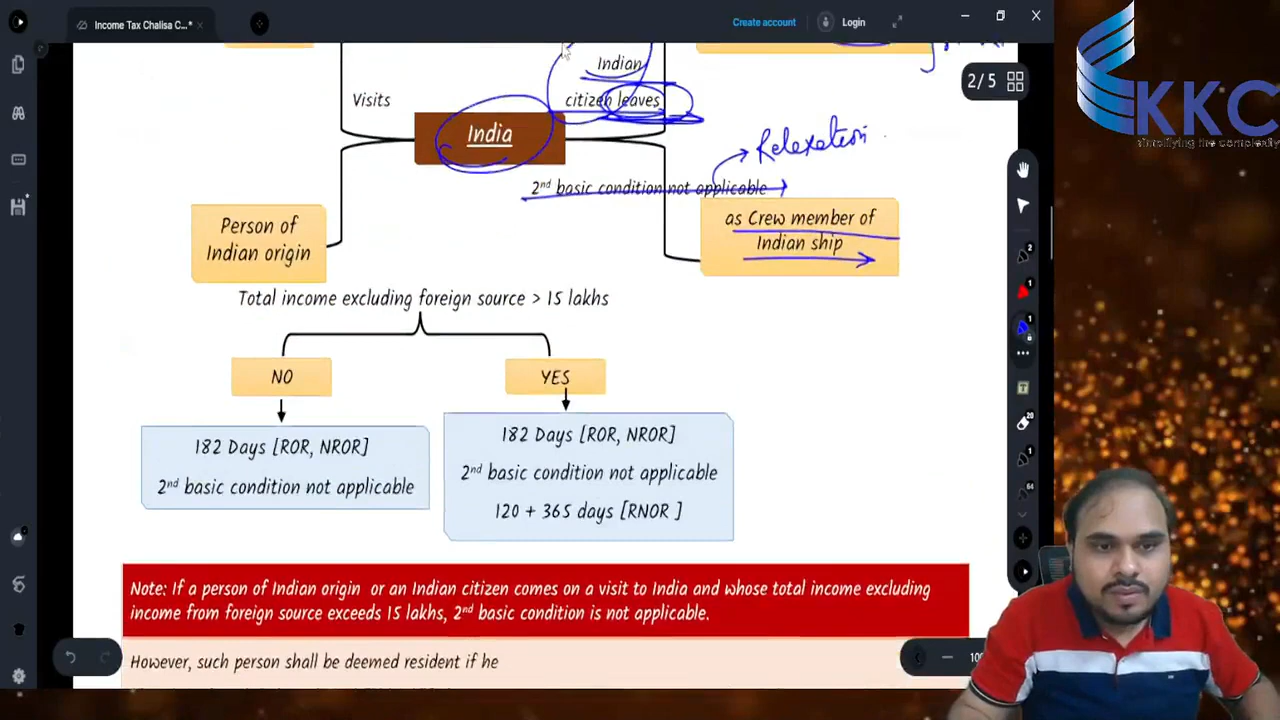 Income Tax Chalisa C...*
Create account
Login
Indian
citizen leaves
Visits
India
2/5
KKC
simplifying the complexity
Relexation
2nd basic condition not applicable
Person of
Indian origin
as Crew member of
Indian ship
Total income excluding foreign source > 15 lakhs
NO
YES
182 Days [ROR, NROR]
2nd basic condition not applicable
182 Days [ROR, NROR]
2nd basic condition not applicable
120 + 365 days [RNOR ]
Note: If a person of Indian origin or an Indian citizen comes on a visit to India and whose total income excluding
income from foreign source exceeds 15 lakhs, 2nd basic condition is not applicable.
However, such person shall be deemed resident if he